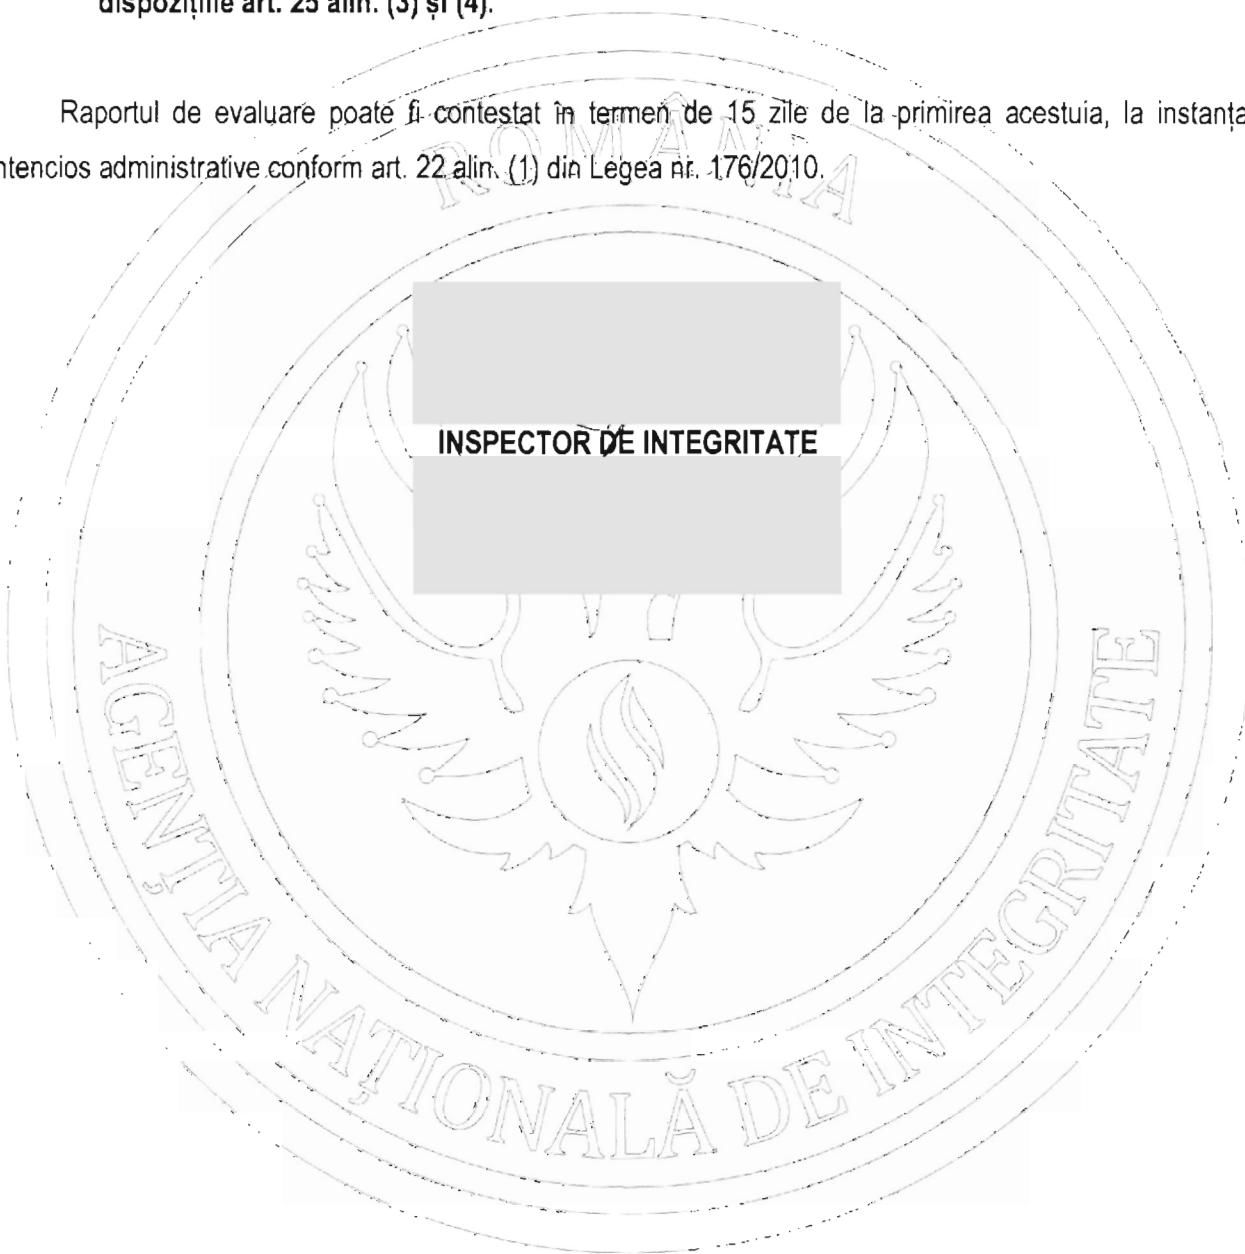 dispozițiile art. 25 alin. (3) și (4).
Raportul de evaluare poate fi contestat în termen de 15 zile de la primirea acestuia, la instanța
ntencios administrative conform art. 22 alin. (1) din Legea nr. 176/2010.
ROMÂNIA
INSPECTOR DE INTEGRITATE
AGENȚIA NAȚIONALĂ DE INTEGRITATE